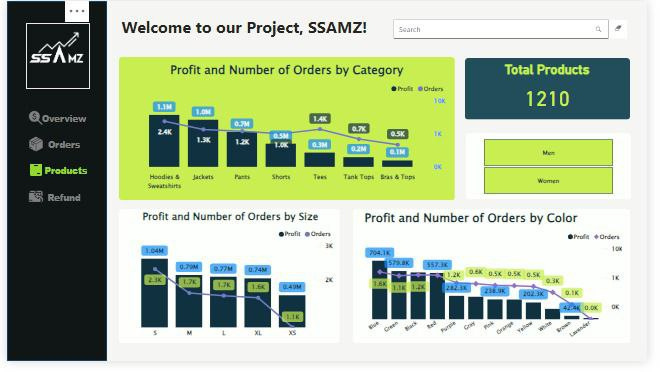 ...
Welcome to our Project, SSAMZ!
Search
SSAMZ
Overview
Orders
Products
Refund
Profit and Number of Orders by Category
Profit Orders
10K
1K
0K
1.1M 1.0M 0.7M 0.5M 0.3M 0.2M 0.1M
2.4K 1.3K 1.2K 1.0K 1.4K 0.7K 0.5K
Hoodies & Jackets Pants Shorts Tees Tank Tops Bras & Tops
Sweatshirts
Total Products
1210
Men
Women
Profit and Number of Orders by Size
Profit Orders
3K
2K
1.04M 0.79M 0.77M 0.74M 0.49M
2.3K 1.7K 1.7K 1.6K 1.1K
S M L XL XS
Profit and Number of Orders by Color
Profit Orders
10K
1K
0K
704.1K 579.8K 557.3K 242.3K 236.9K 202.3K 42.4K
1.6K 1.1K 1.2K 1.2K 0.6K 0.5K 0.5K 0.5K 0.3K 0.1K 0.0K
Blue Green Black Red Purple Gray Pink Orange Yellow White Brown Lavender